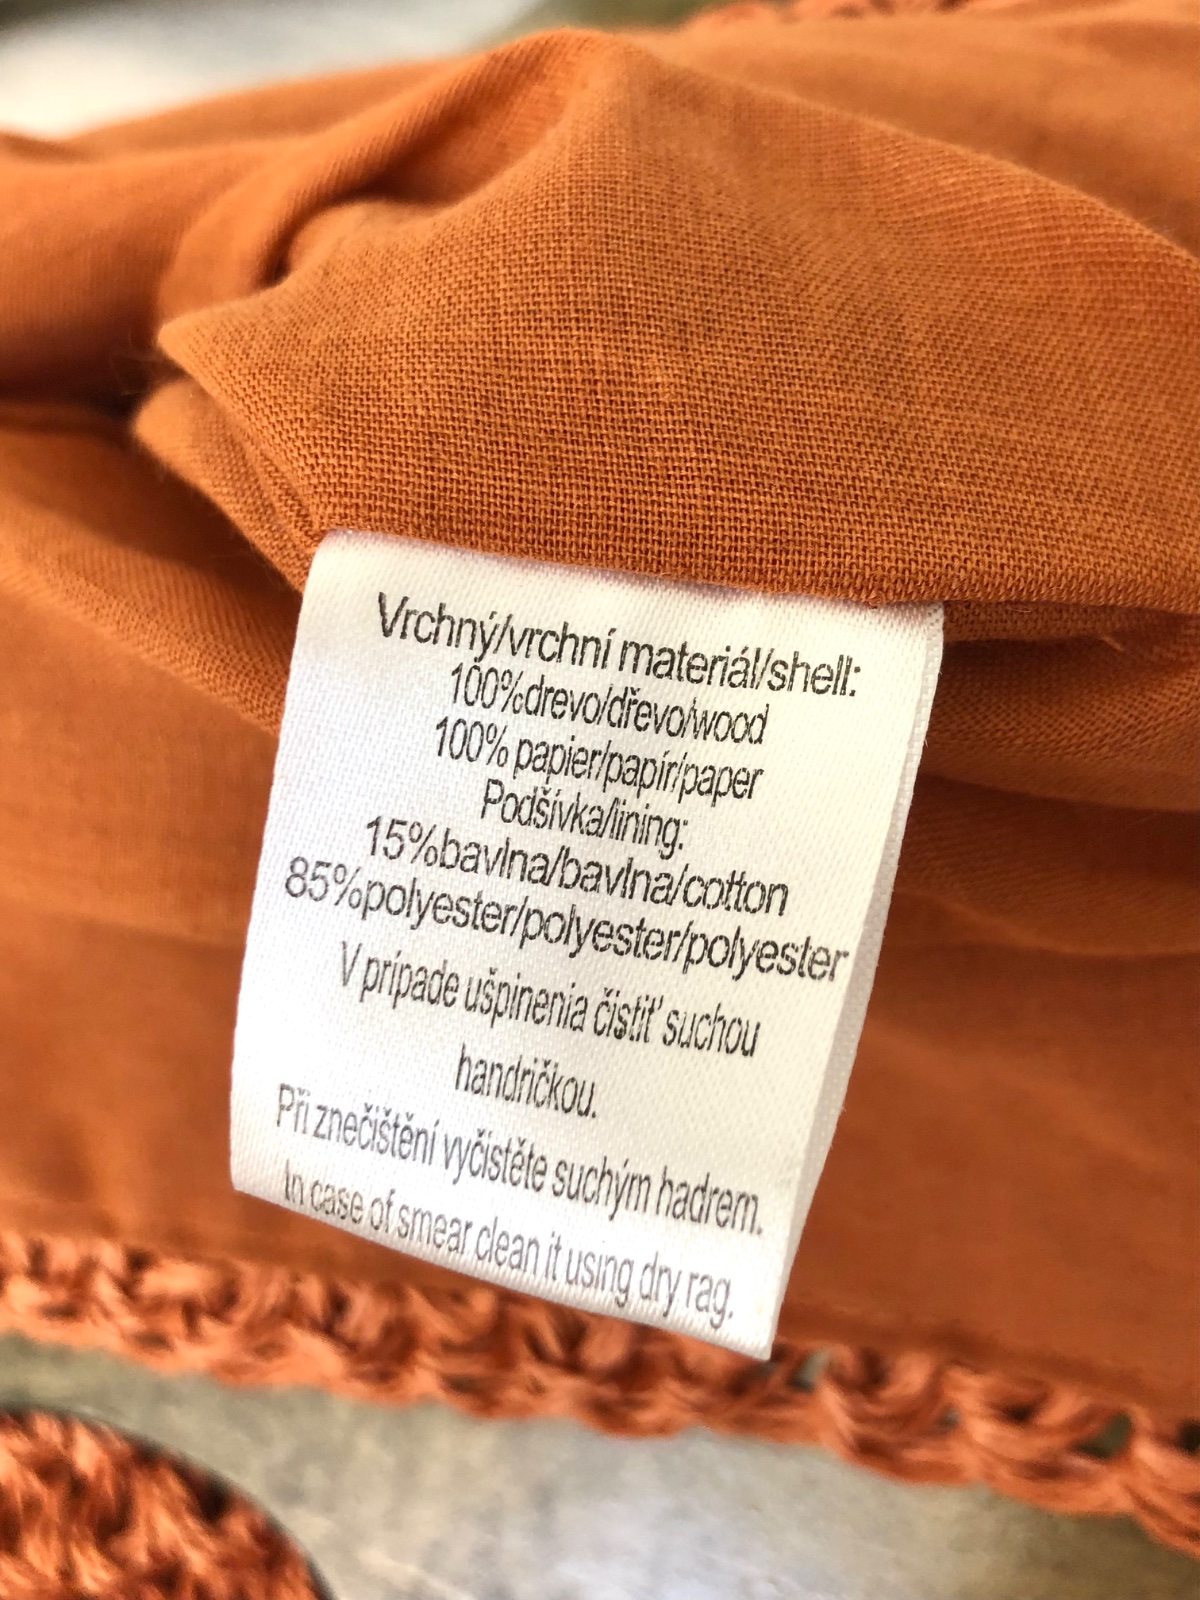 Vrchný/vrchní materiál/shell:
100%drevo/dřevo/wood
100% papier/papír/paper
Podšívka/lining:
15%bavlna/bavlna/cotton
85%polyester/polyester/polyester
V prípade ušpinenia čistiť suchou
handričkou.
Při znečištění vyčistěte suchým hadrem.
In case of smear clean it using dry rag.